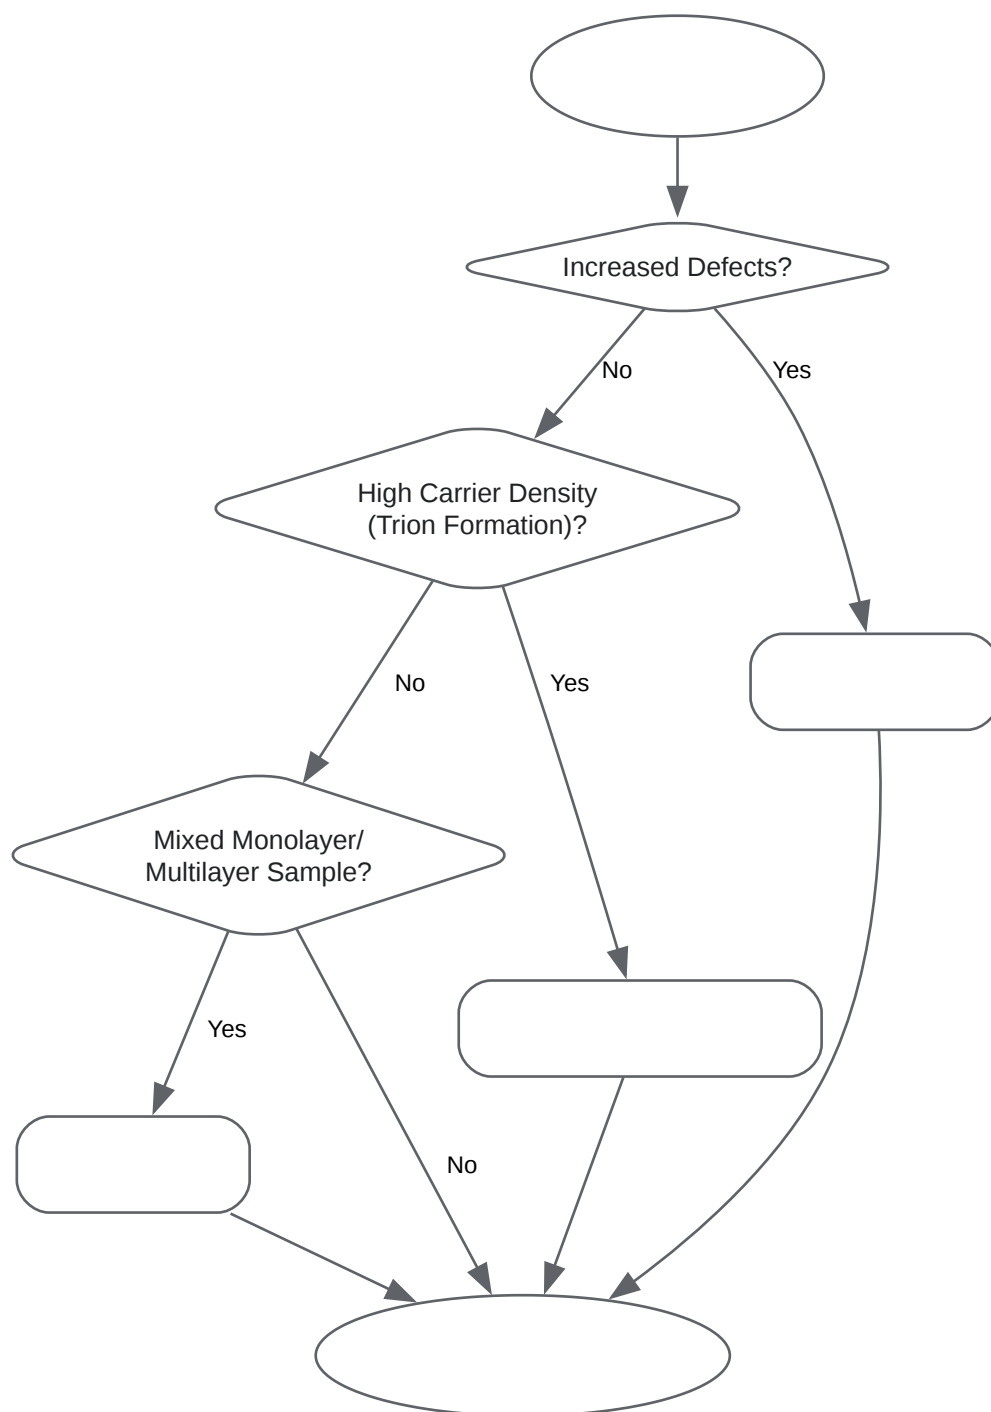 Increased Defects?
No
Yes
High Carrier Density
(Trion Formation)?
No
Yes
Mixed Monolayer/
Multilayer Sample?
Yes
No